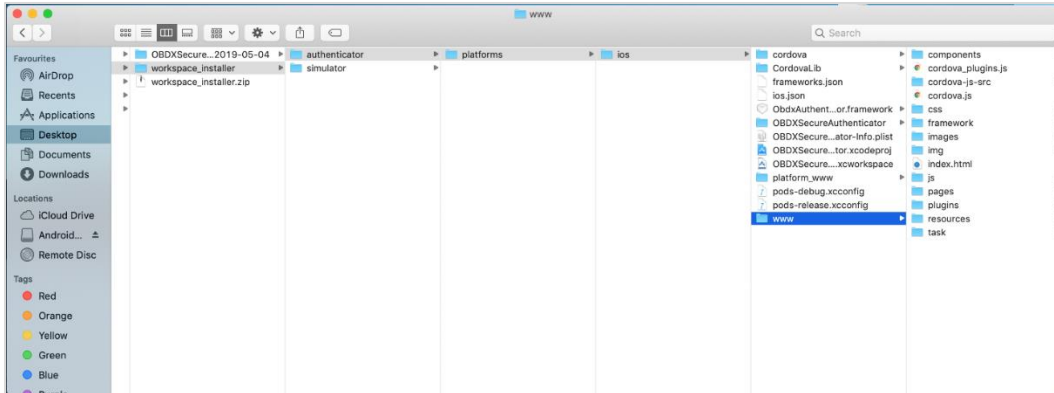 www
Search
Favourites
AirDrop
Recents
Applications
Desktop
Documents
Downloads
Locations
iCloud Drive
Android...
Remote Disc
Tags
Red
Orange
Yellow
Green
Blue
Purple
OBDXSecure...2019-05-04
workspace_installer
workspace_installer.zip
authenticator
simulator
platforms
ios
cordova
CordovaLib
frameworks.json
ios.json
ObdxAuthent...or.framework
OBDXSecureAuthenticator
OBDXSecure...ator-Info.plist
OBDXSecure...tor.xcodeproj
OBDXSecure....xcworkspace
platform_www
pods-debug.xcconfig
pods-release.xcconfig
www
components
cordova_plugins.js
cordova-js-src
cordova.js
css
framework
images
img
index.html
js
pages
plugins
resources
task